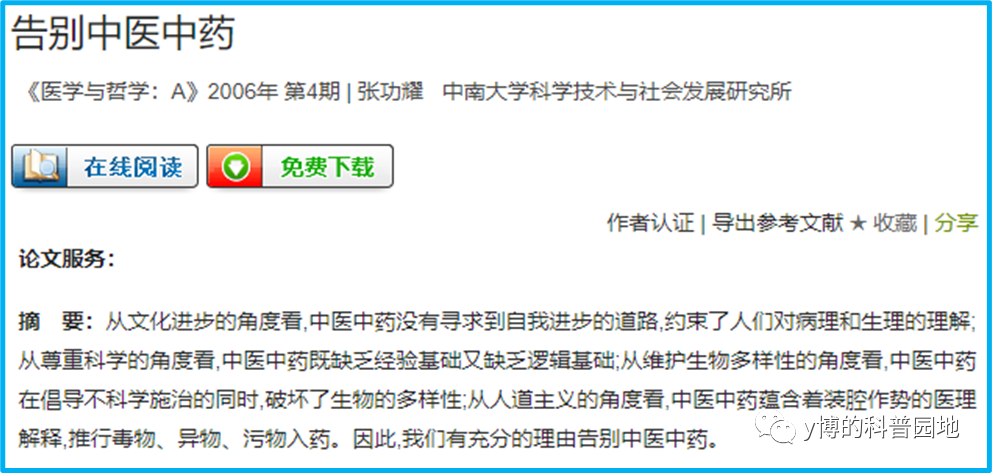 告别中医中药
《医学与哲学：A》2006年 第4期 | 张功耀 中南大学科学技术与社会发展研究所
在线阅读 免费下载
作者认证 | 导出参考文献 ★ 收藏 | 分享
论文服务：
摘 要：从文化进步的角度看,中医中药没有寻求到自我进步的道路,约束了人们对病理和生理的理解;
从尊重科学的角度看,中医中药既缺乏经验基础又缺乏逻辑基础;从维护生物多样性的角度看,中医中药
在倡导不科学施治的同时,破坏了生物的多样性;从人道主义的角度看,中医中药蕴含着装腔作势的医理
解释,推行毒物、异物、污物入药。因此,我们有充分的理由告别中医中药。
y博的科普园地